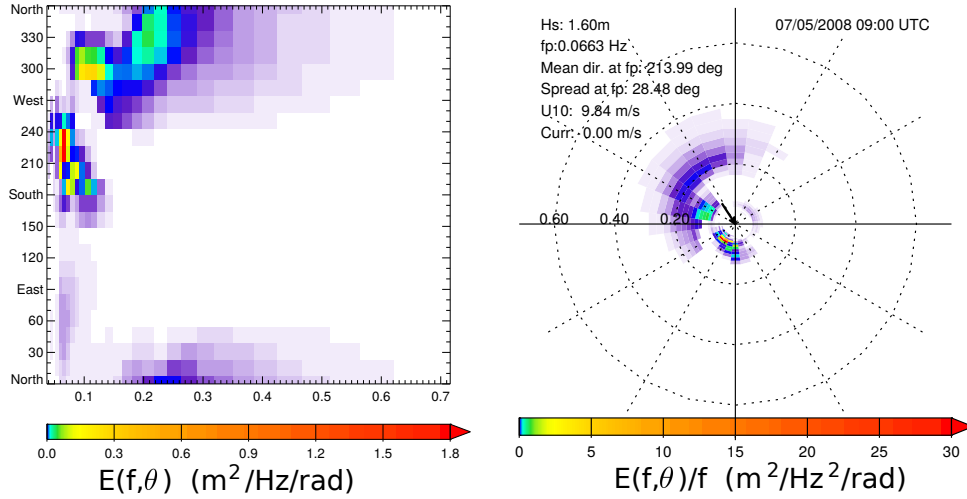 North
330
300
West
240
210
South
150
120
East
60
30
North
0.1 0.2 0.3 0.4 0.5 0.6 0.7
0.0 0.3 0.6 0.9 1.2 1.5 1.8
E(f,θ) (m²/Hz/rad)
Hs: 1.60m
fp:0.0663 Hz
Mean dir. at fp: 213.99 deg
Spread at fp: 28.48 deg
U10: 9.84 m/s
Curr: 0.00 m/s
07/05/2008 09:00 UTC
0.60 0.40 0.20
0 5 10 15 20 25 30
E(f,θ)/f (m²/Hz²/rad)